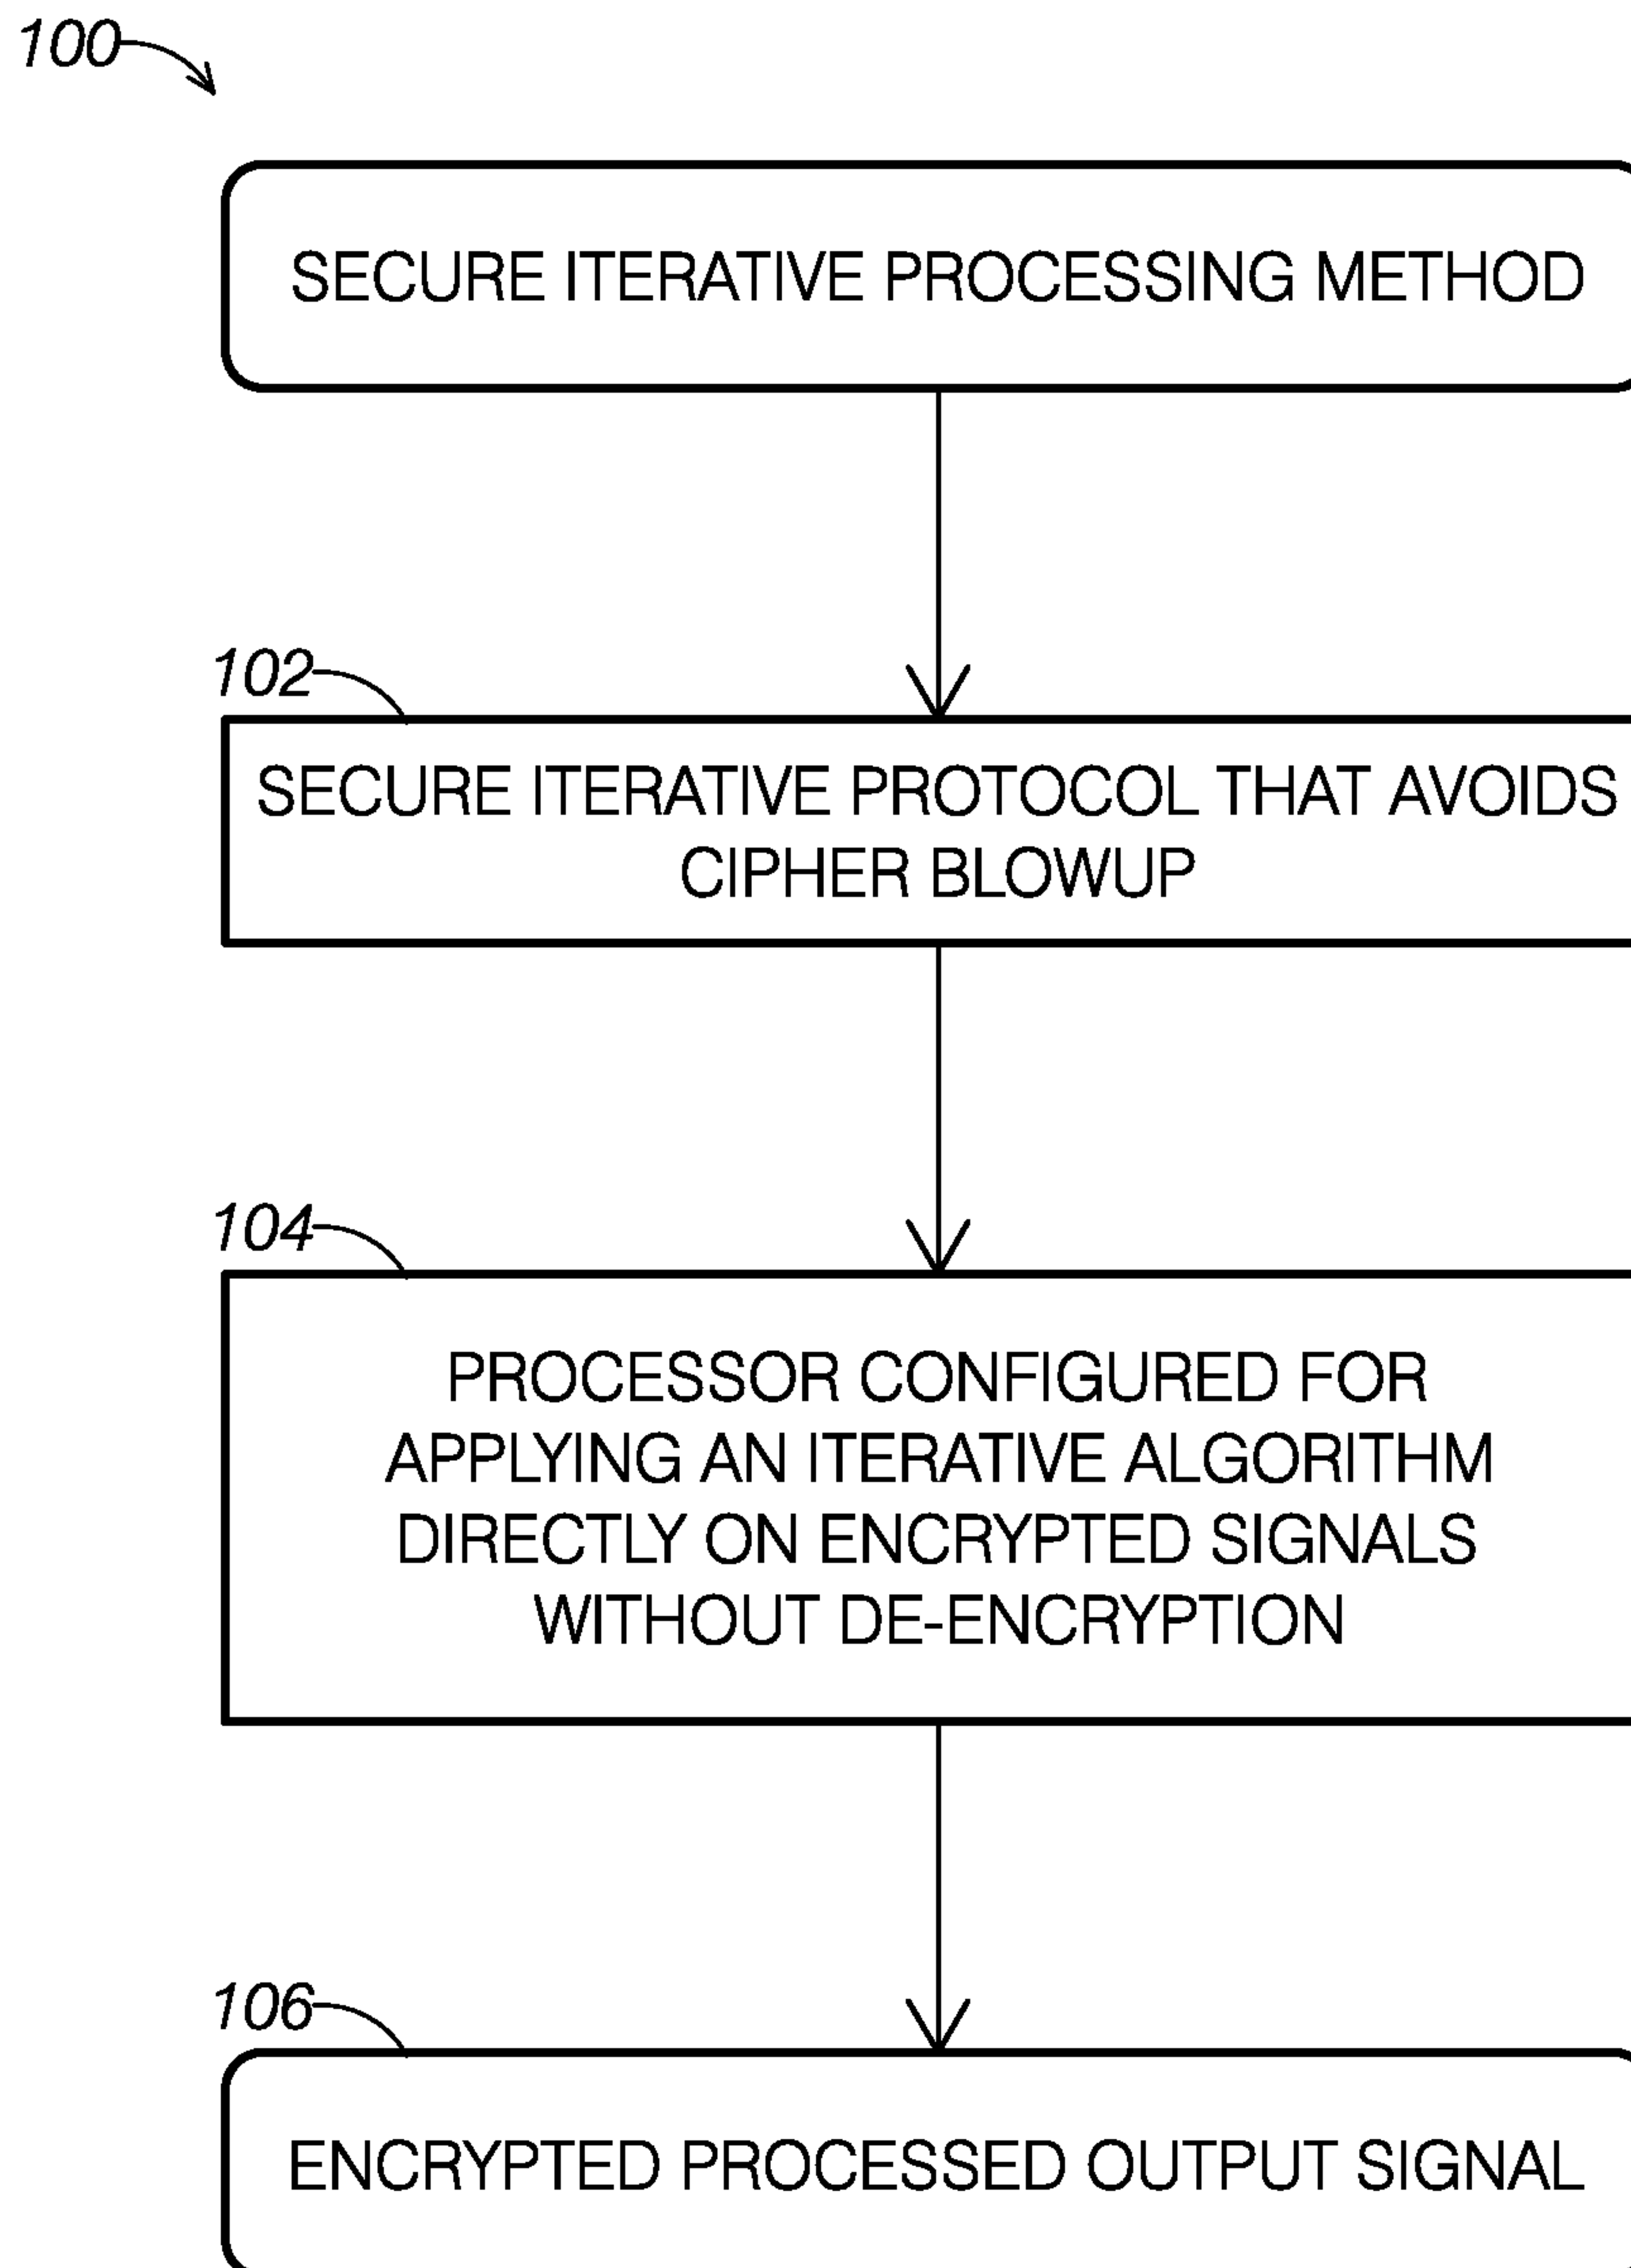 100
SECURE ITERATIVE PROCESSING METHOD
102
SECURE ITERATIVE PROTOCOL THAT AVOIDS
CIPHER BLOWUP
104
PROCESSOR CONFIGURED FOR
APPLYING AN ITERATIVE ALGORITHM
DIRECTLY ON ENCRYPTED SIGNALS
WITHOUT DE-ENCRYPTION
106
ENCRYPTED PROCESSED OUTPUT SIGNAL